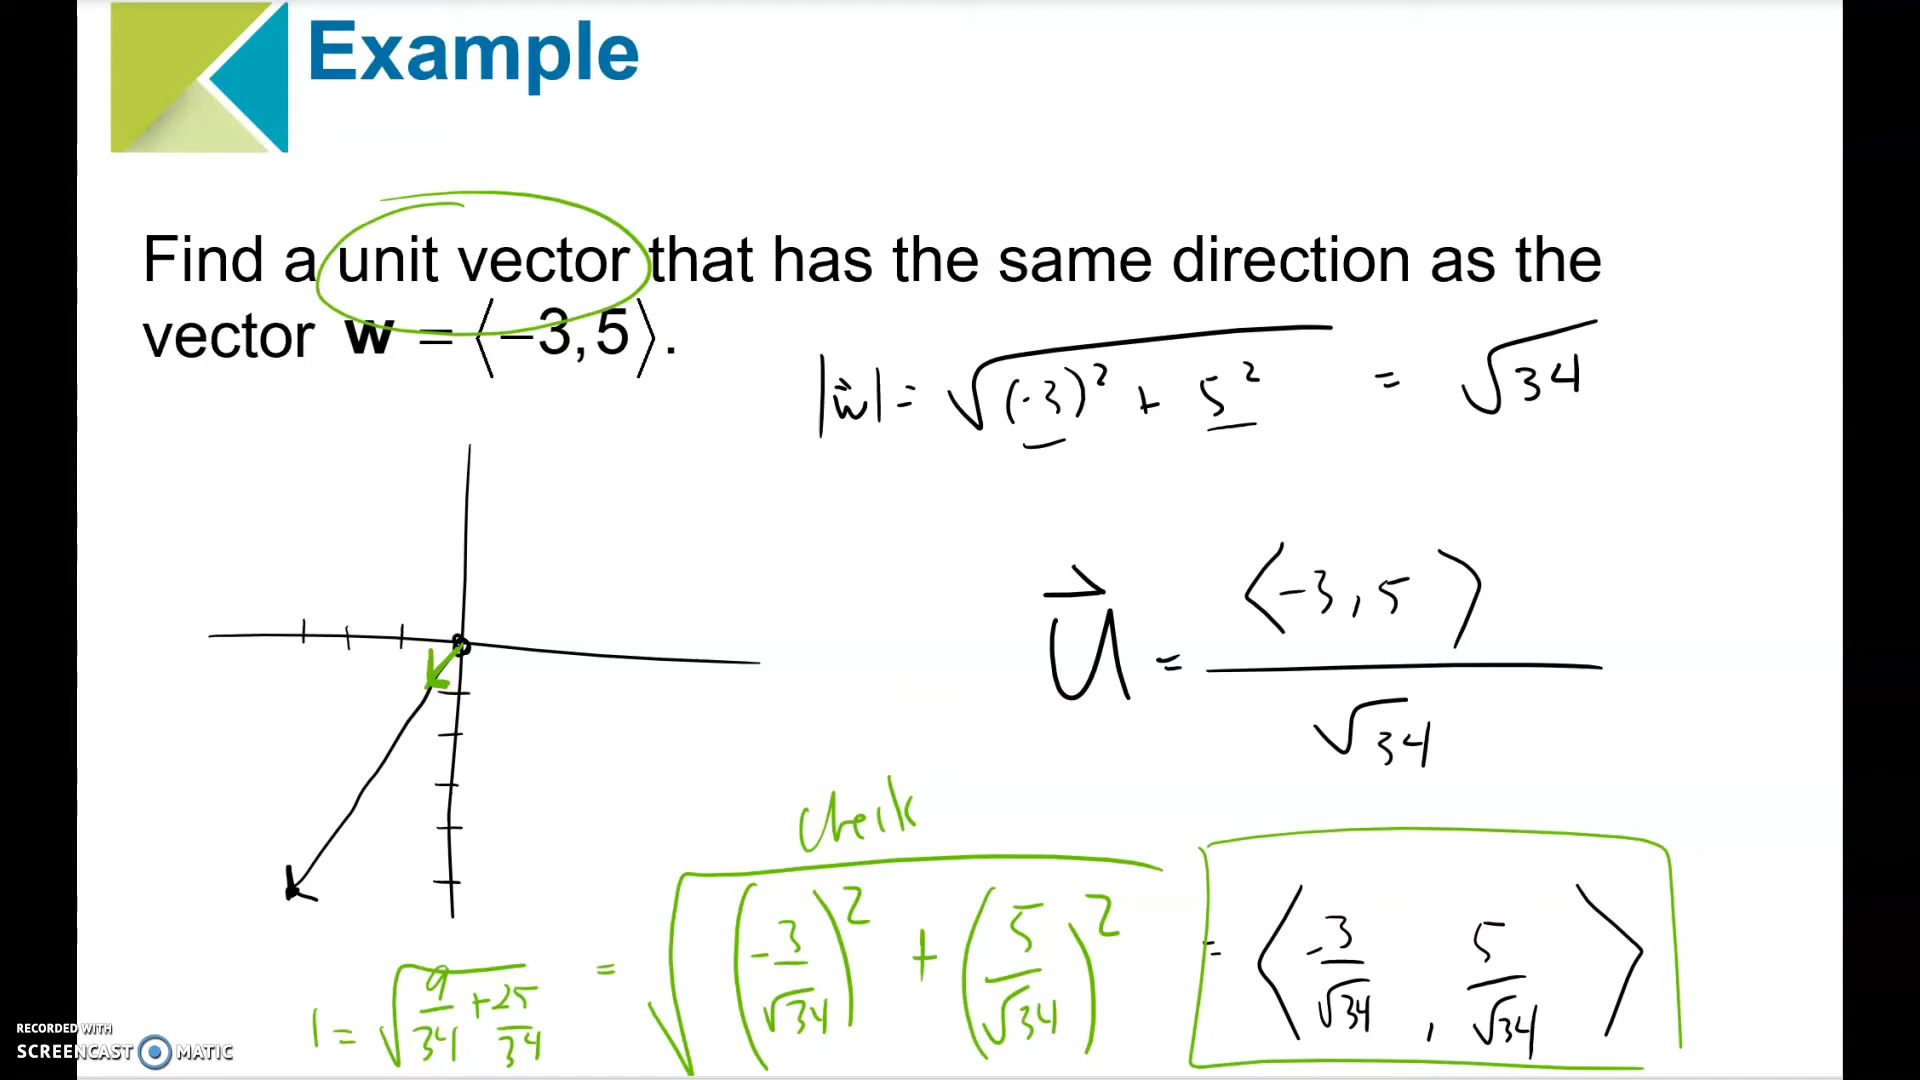 Example
Find a unit vector that has the same direction as the
vector w = ⟨−3, 5⟩.
|w⃗| = √((-3)² + 5²) = √34
u⃗ = ⟨-3, 5⟩ / √34
check
1 = √(9/34 + 25/34) = √((-3/√34)² + (5/√34)²)
= ⟨-3/√34, 5/√34⟩
RECORDED WITH
SCREENCAST MATIC